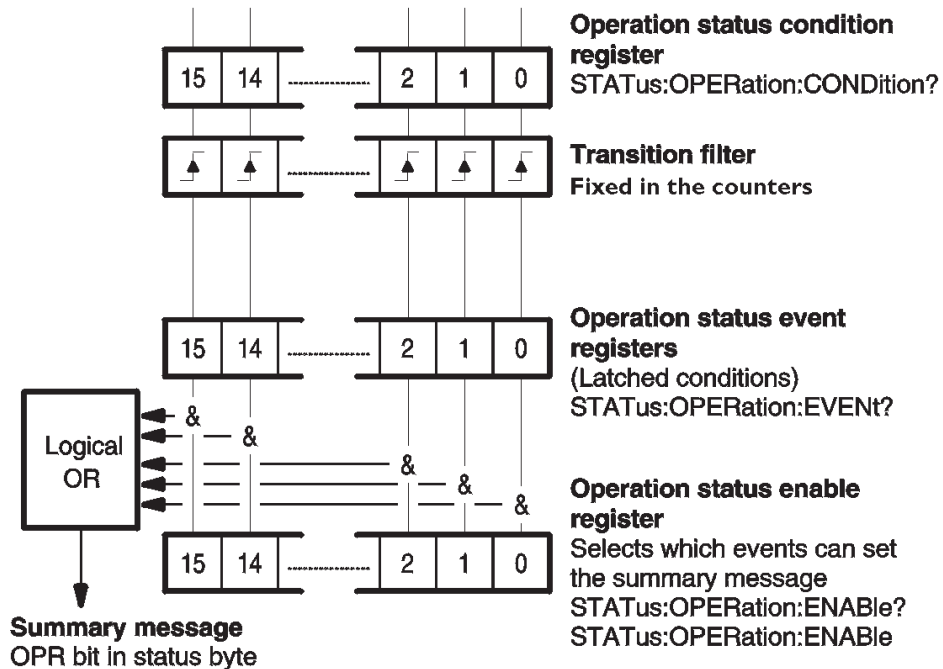 Operation status condition
register
STATus:OPERation:CONDition?
15 14 2 1 0
Transition filter
Fixed in the counters
Operation status event
registers
(Latched conditions)
STATus:OPERation:EVENt?
15 14 2 1 0
Logical
OR
&
&
&
&
&
Operation status enable
register
Selects which events can set
the summary message
STATus:OPERation:ENABle?
STATus:OPERation:ENABle
15 14 2 1 0
Summary message
OPR bit in status byte